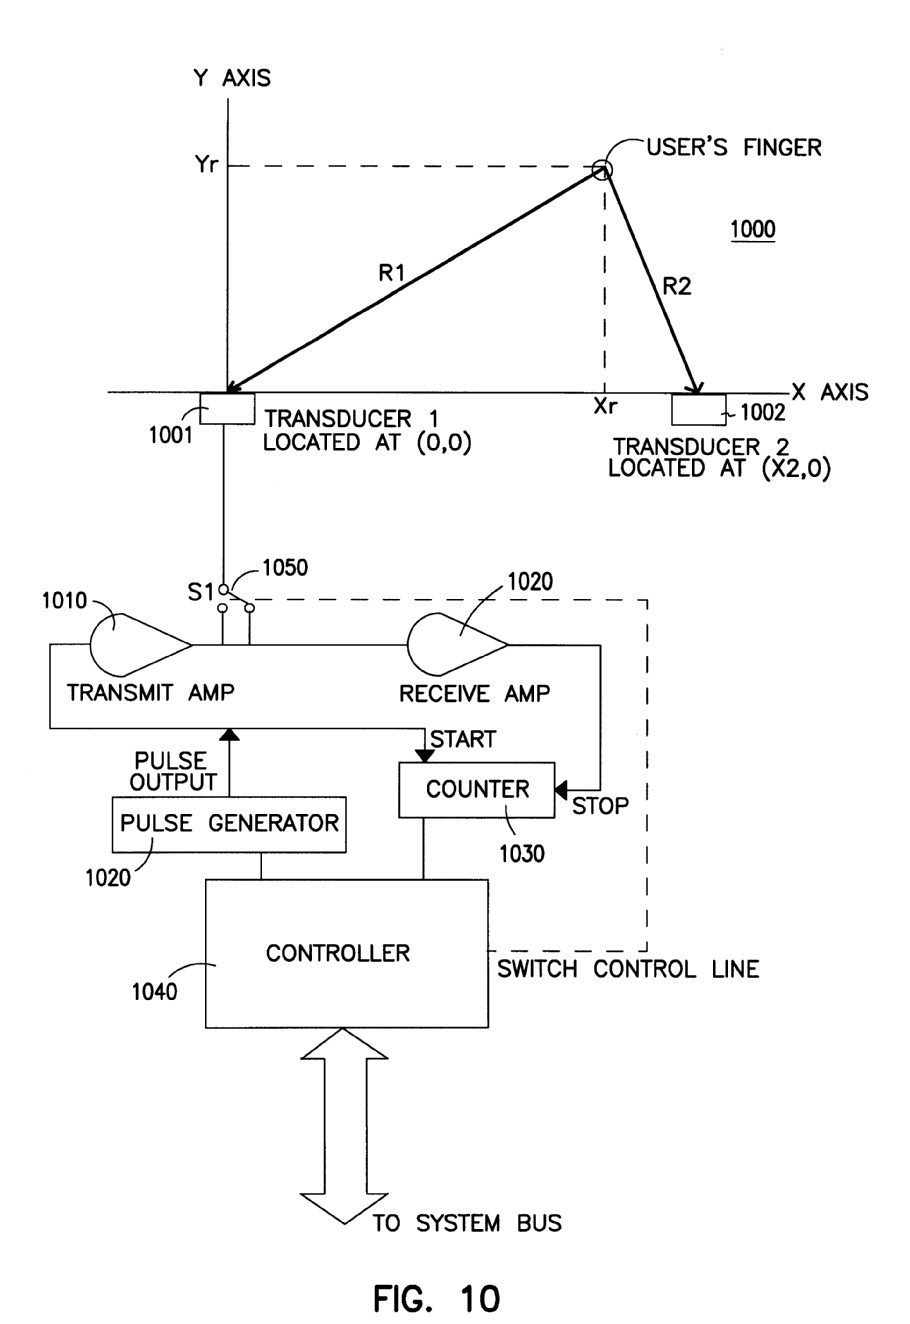 Y AXIS
Yr
USER'S FINGER
1000
R1
R2
X AXIS
Xr
1001
TRANSDUCER 1
LOCATED AT (0,0)
1002
TRANSDUCER 2
LOCATED AT (X2,0)
S1
1050
1010
1020
TRANSMIT AMP
RECEIVE AMP
START
PULSE
OUTPUT
COUNTER
STOP
PULSE GENERATOR
1030
1020
CONTROLLER
SWITCH CONTROL LINE
1040
TO SYSTEM BUS
FIG. 10